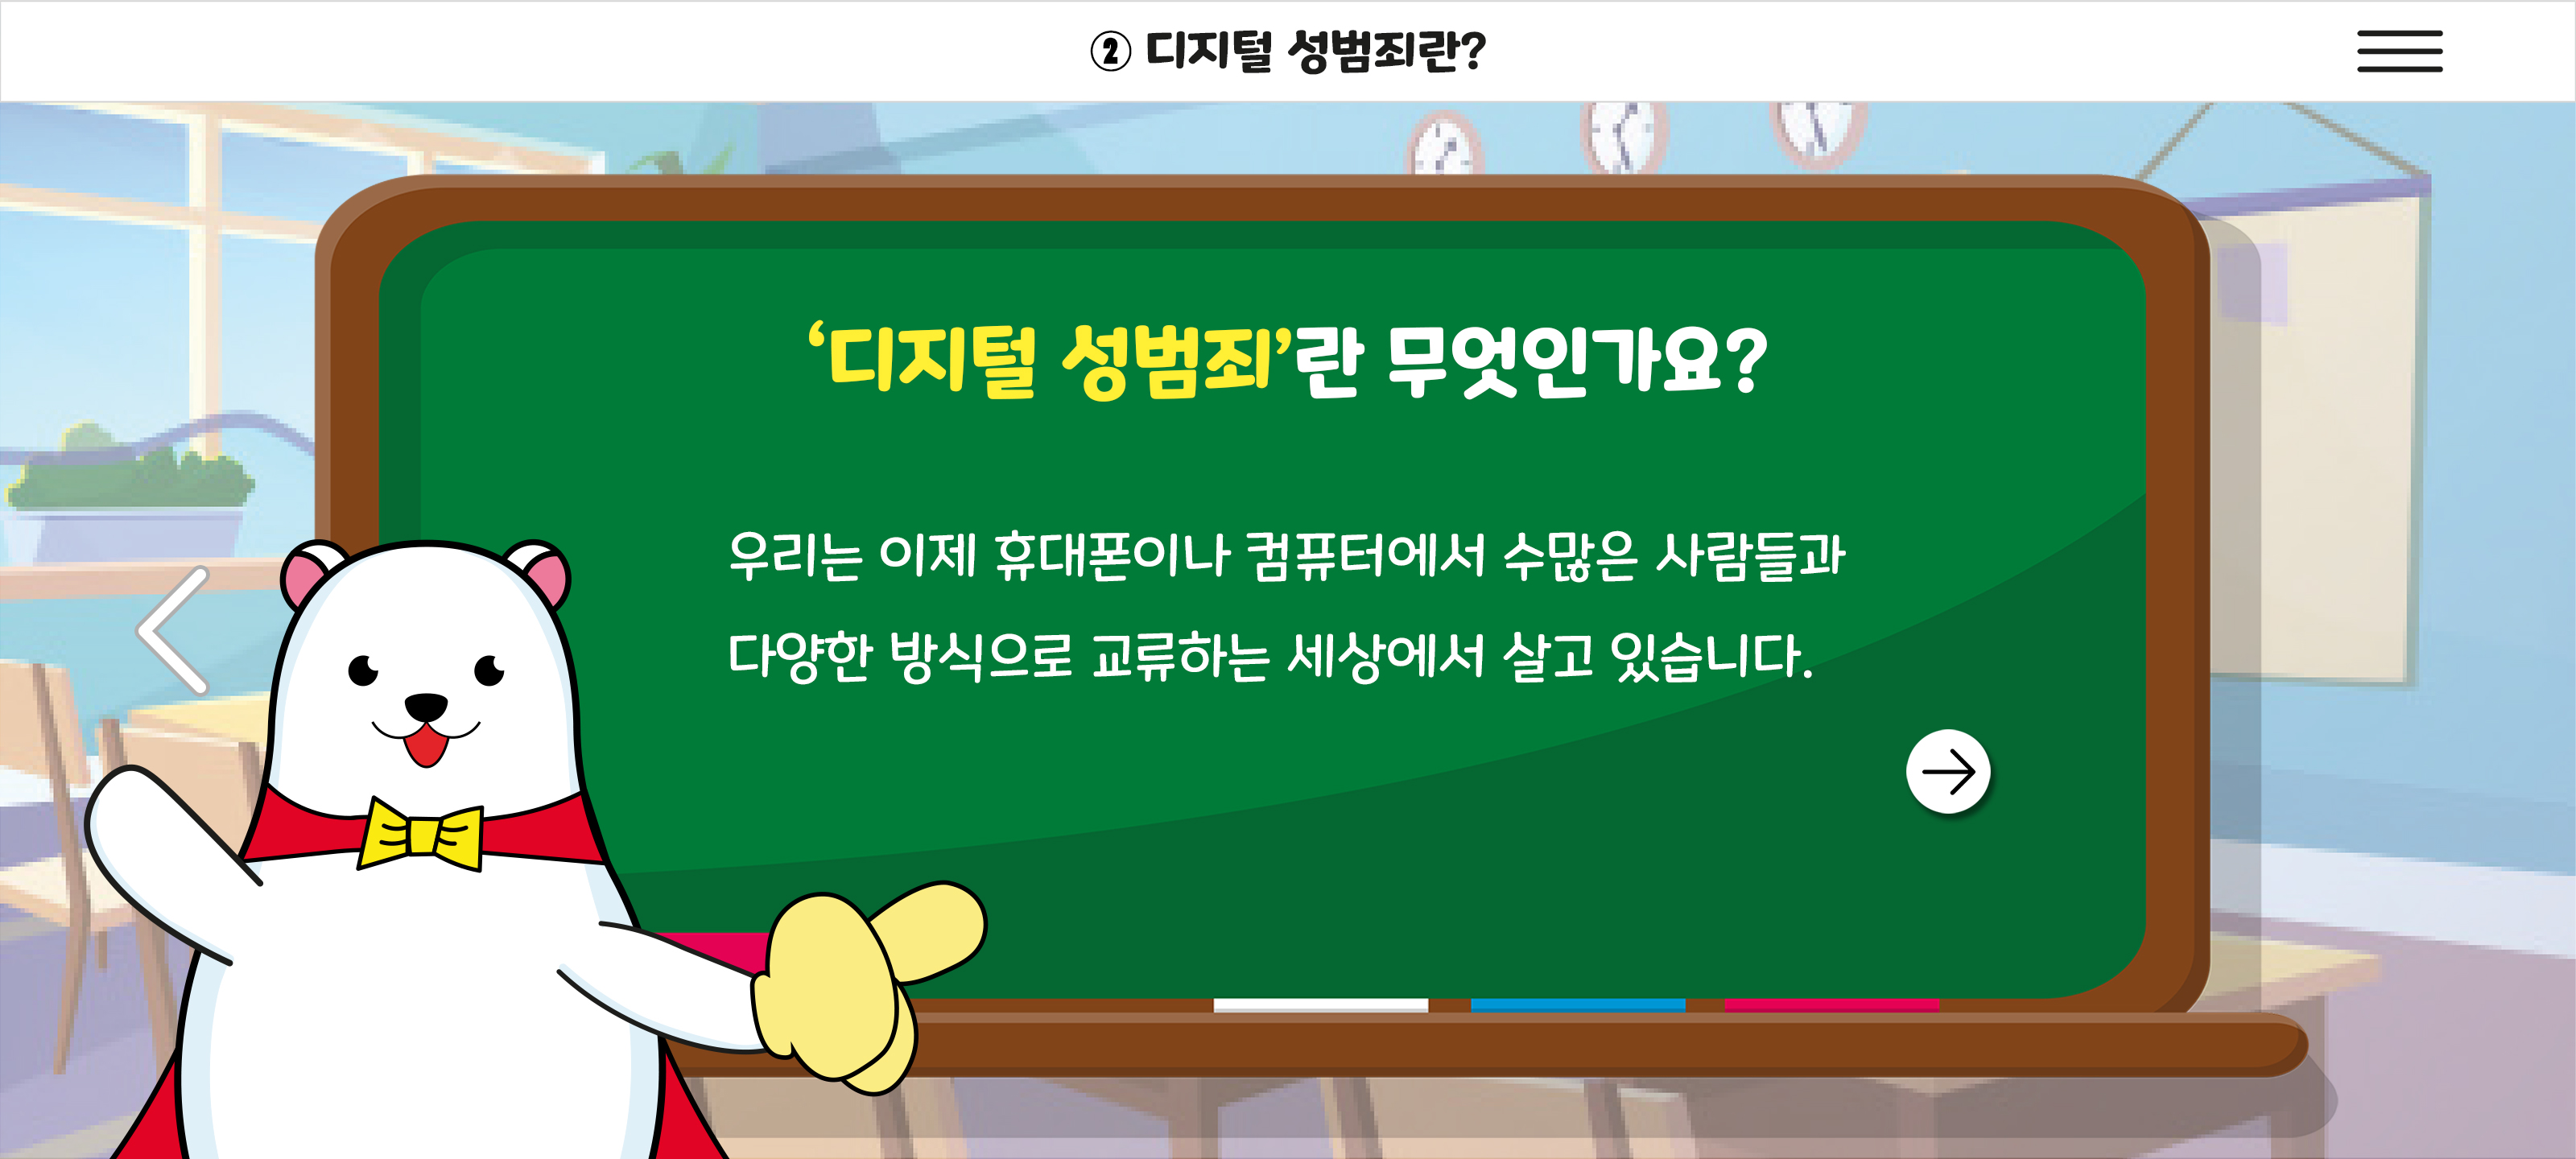 ② 디지털 성범죄란?
‘디지털 성범죄’란 무엇인가요?
우리는 이제 휴대폰이나 컴퓨터에서 수많은 사람들과
다양한 방식으로 교류하는 세상에서 살고 있습니다.